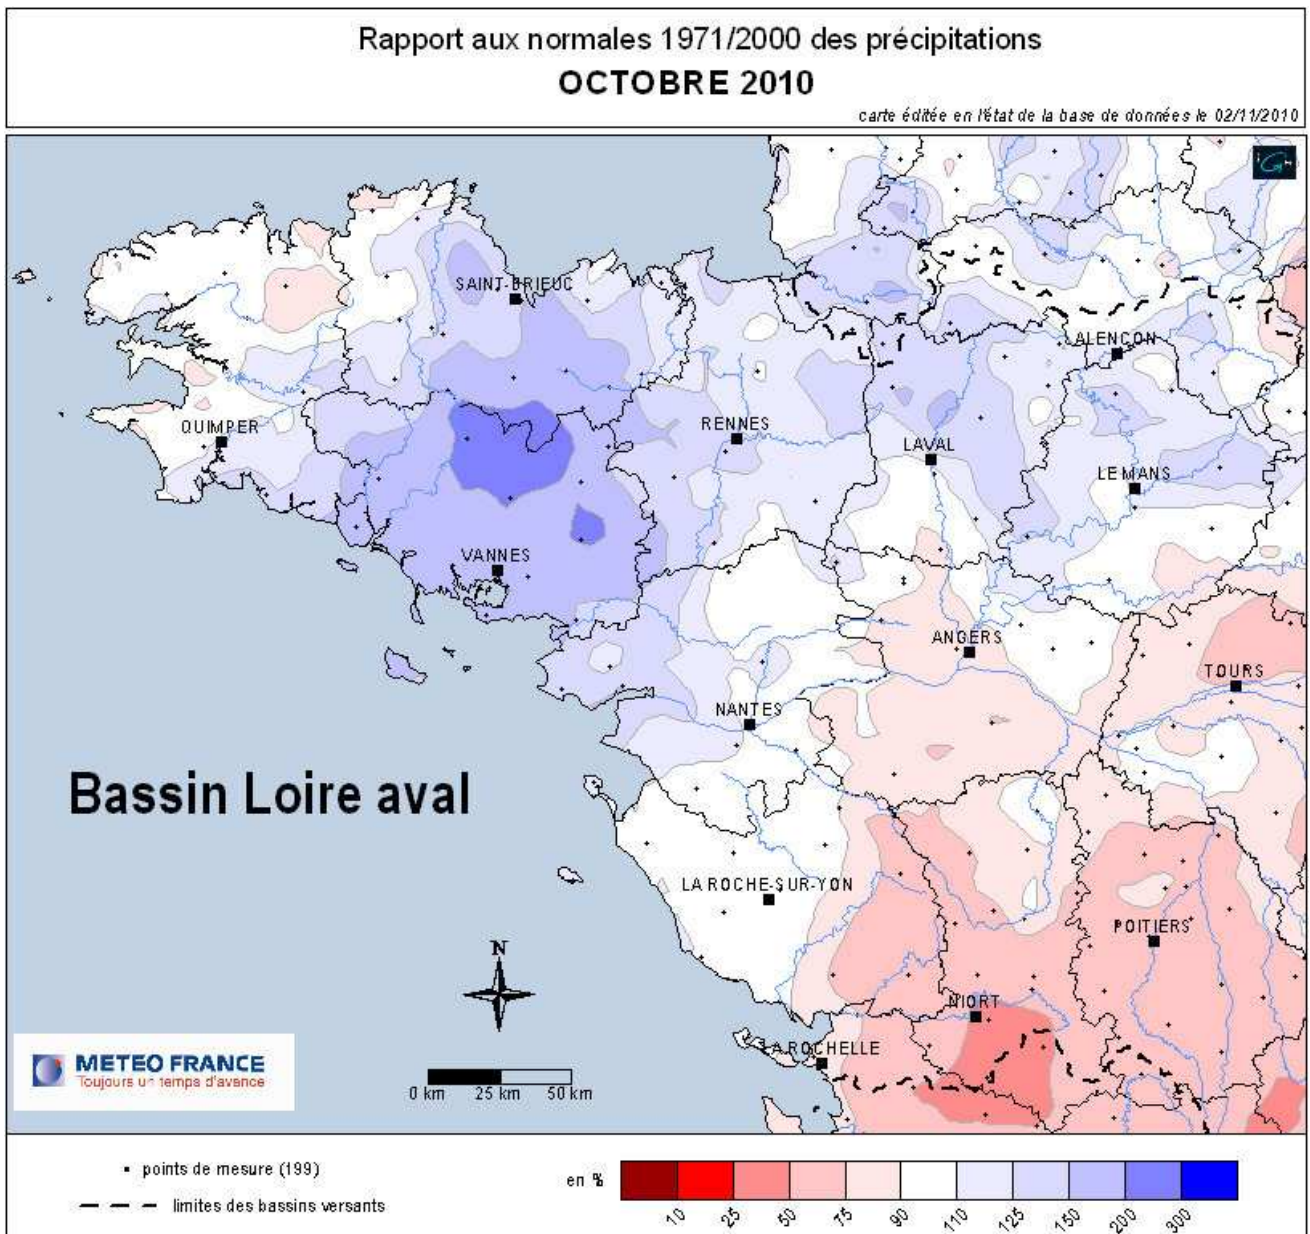 Rapport aux normales 1971/2000 des précipitations
OCTOBRE 2010
carte éditée en l'état de la base de données le 02/11/2010
SAINT-BRIEUC
ALENCON
QUIMPER
RENNES
LAVAL
LE MANS
VANNES
ANGERS
TOURS
NANTES
Bassin Loire aval
LA ROCHE-SUR-YON
POITIERS
N
NIORT
LA ROCHELLE
METEO FRANCE
Toujours un temps d'avance
0 km 25 km 50 km
points de mesure (199)
limites des bassins versants
en %
10 25 50 75 90 110 125 150 200 300